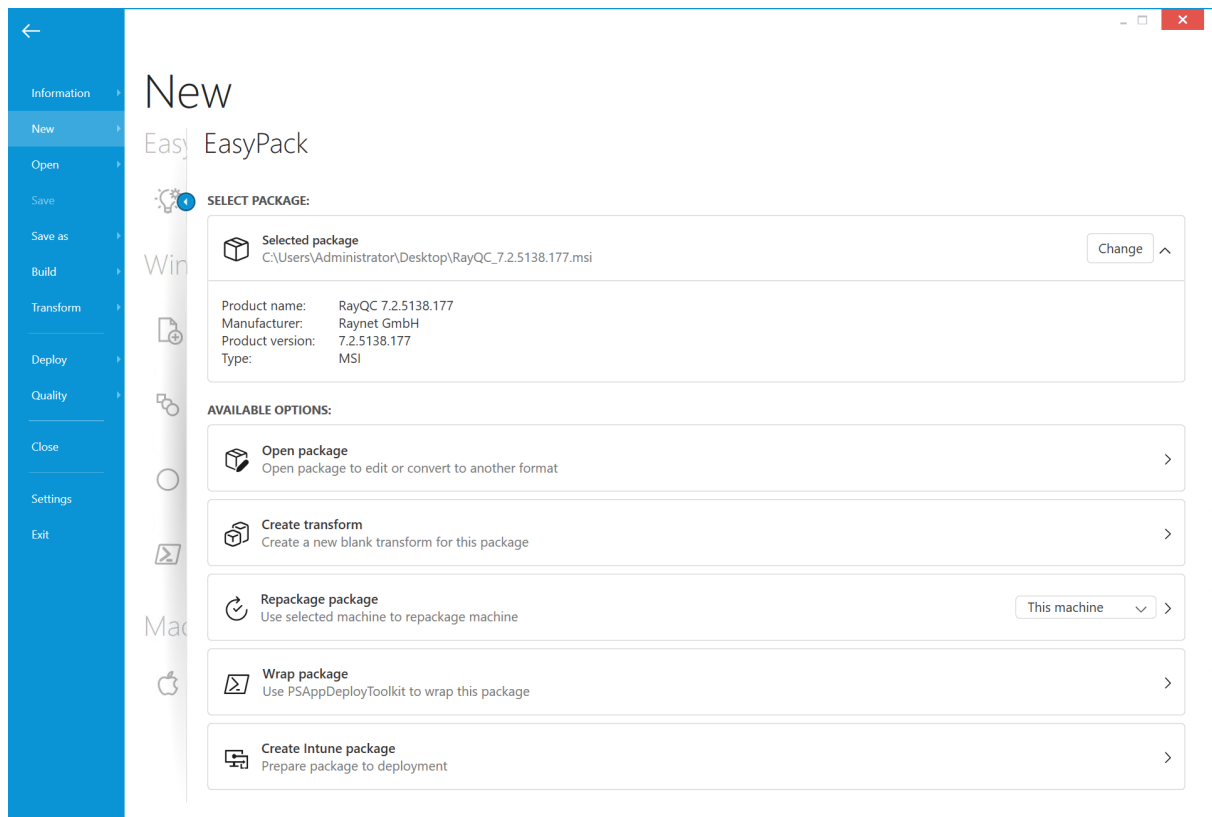 Information
New
Open
Save
Save as
Build
Transform
Deploy
Quality
Close
Settings
Exit
New
Easy
Win
Mac
EasyPack
SELECT PACKAGE:
Selected package
C:\Users\Administrator\Desktop\RayQC_7.2.5138.177.msi
Change
Product name: RayQC 7.2.5138.177
Manufacturer: Raynet GmbH
Product version: 7.2.5138.177
Type: MSI
AVAILABLE OPTIONS:
Open package
Open package to edit or convert to another format
Create transform
Create a new blank transform for this package
Repackage package
Use selected machine to repackage machine
This machine
Wrap package
Use PSAppDeployToolkit to wrap this package
Create Intune package
Prepare package to deployment